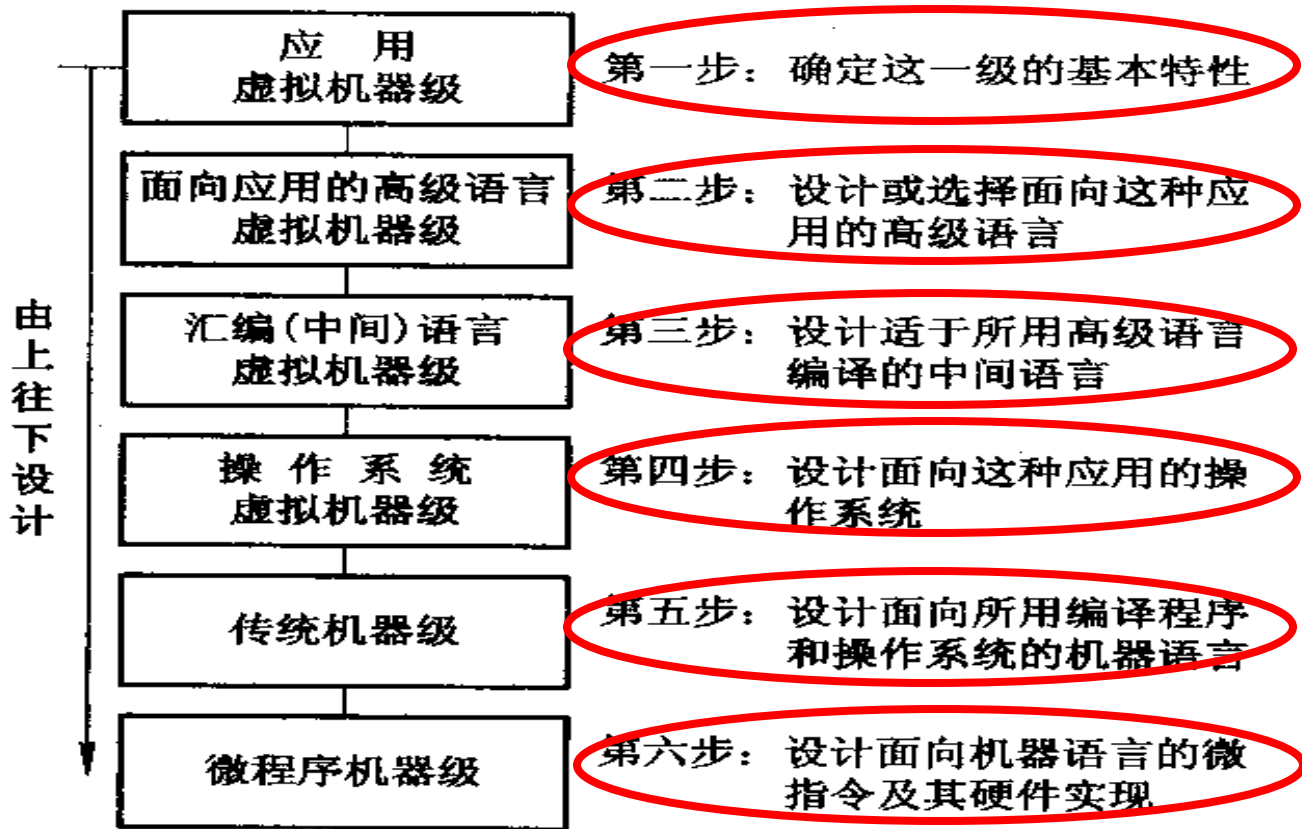 应 用
虚拟机器级
第一步：确定这一级的基本特性
面向应用的高级语言
虚拟机器级
第二步：设计或选择面向这种应
用的高级语言
汇编(中间)语言
虚拟机器级
第三步：设计适于所用高级语言
编译的中间语言
操 作 系 统
虚拟机器级
第四步：设计面向这种应用的操
作系统
传统机器级
第五步：设计面向所用编译程序
和操作系统的机器语言
微程序机器级
第六步：设计面向机器语言的微
指令及其硬件实现
由上往下设计